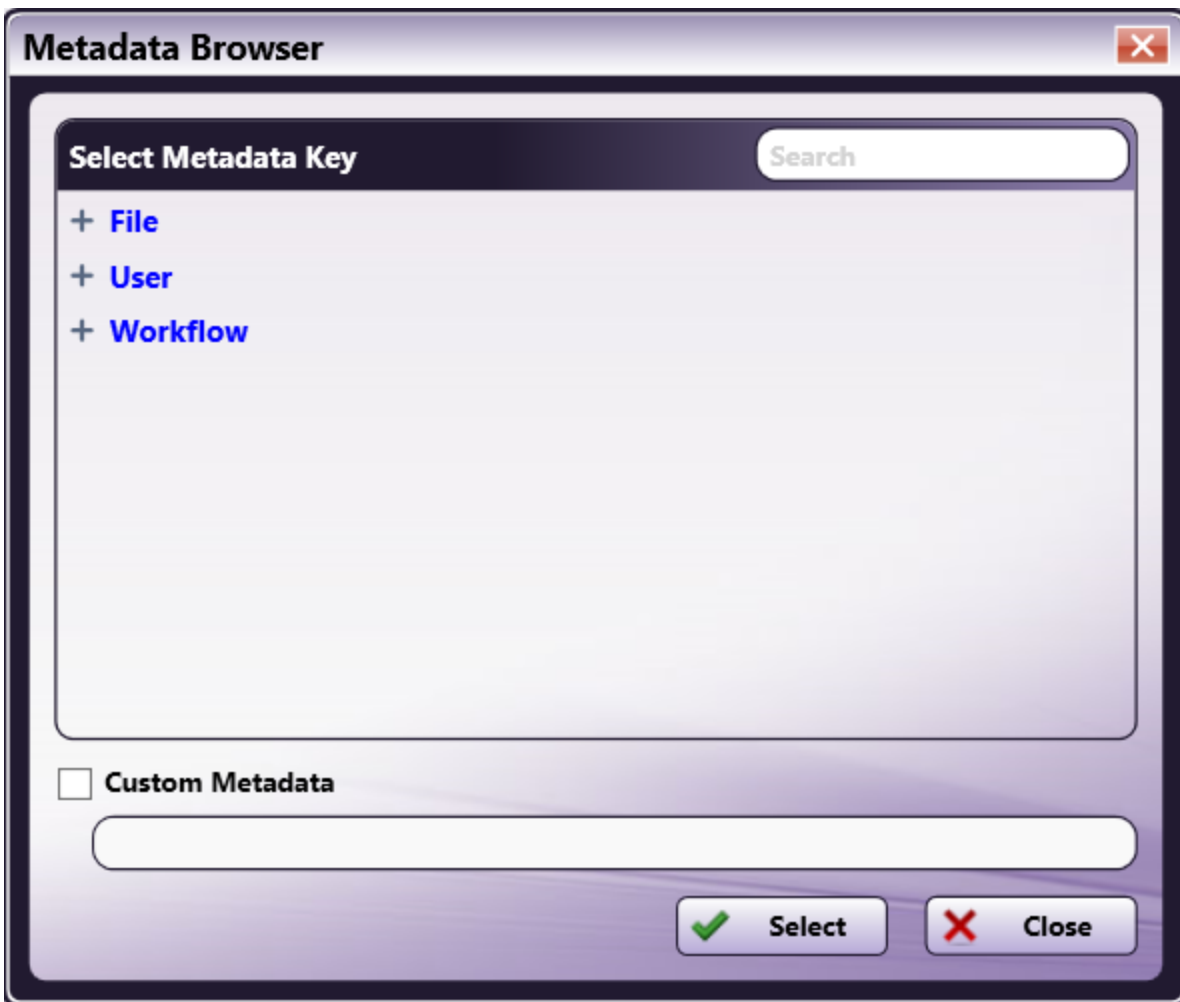 Metadata Browser
Select Metadata Key
Search
File
User
Workflow
Custom Metadata
Select
Close